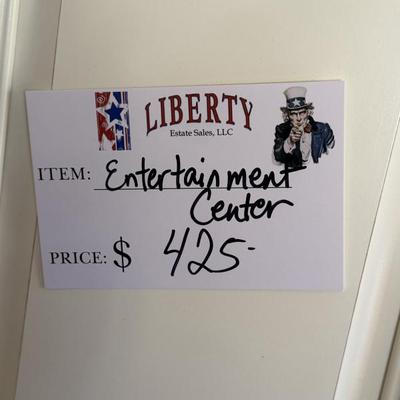 LIBERTY
Estate Sales, LLC
ITEM: Entertainment
Center
PRICE: $ 425-